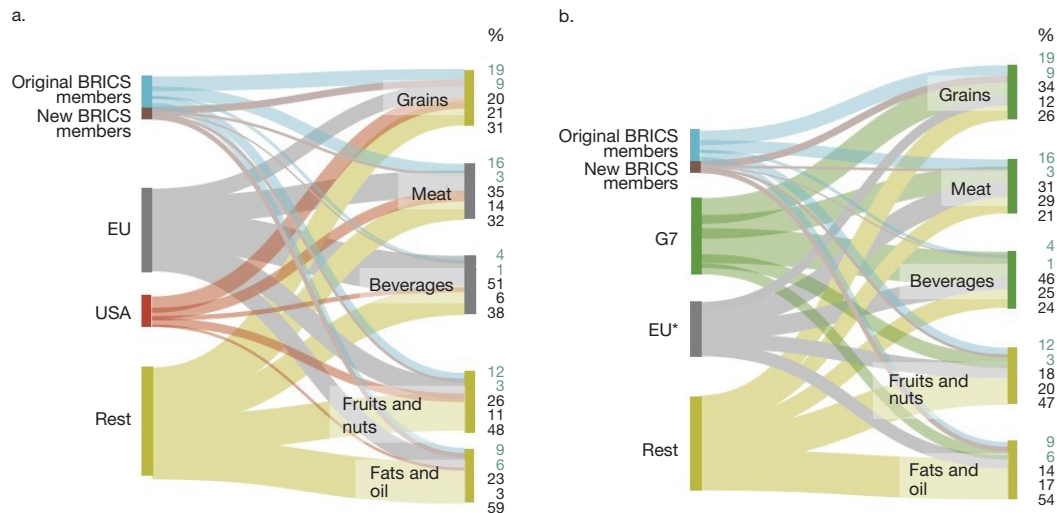 a.
%
Original BRICS
members
New BRICS
members
EU
USA
Rest
Grains
Meat
Beverages
Fruits and
nuts
Fats and
oil
19
9
20
21
31
16
3
35
14
32
4
1
51
6
38
12
3
26
11
48
9
6
23
3
59
b.
%
Original BRICS
members
New BRICS
members
G7
EU*
Rest
Grains
Meat
Beverages
Fruits and
nuts
Fats and
oil
19
9
34
12
26
16
3
31
29
21
4
1
46
25
24
12
3
18
20
47
9
6
14
17
54